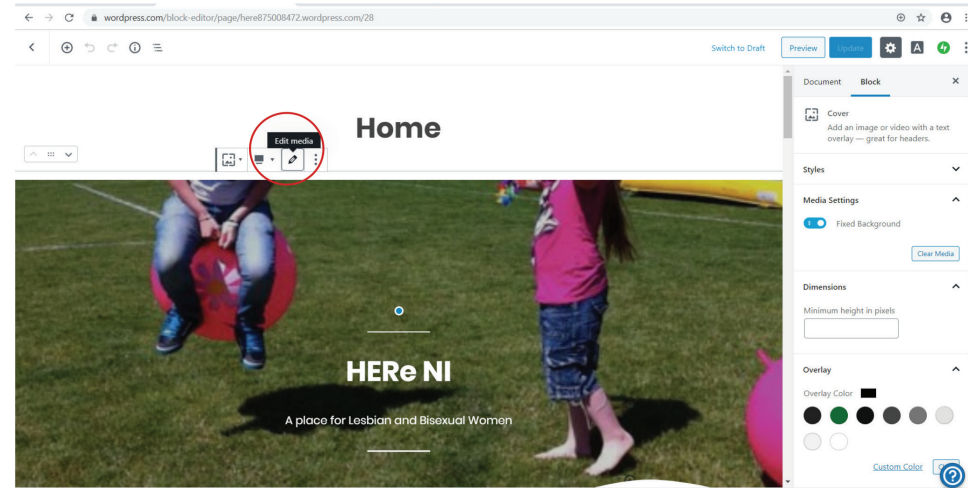 wordpress.com/block-editor/page/here875008472.wordpress.com/28
Switch to Draft
Preview
Update
A
Document
Block
Home
Edit media
Cover
Add an image or video with a text
overlay — great for headers.
Styles
Media Settings
Fixed Background
Clear Media
Dimensions
Minimum height in pixels
HERe NI
A place for Lesbian and Bisexual Women
Overlay
Overlay Color
Custom Color